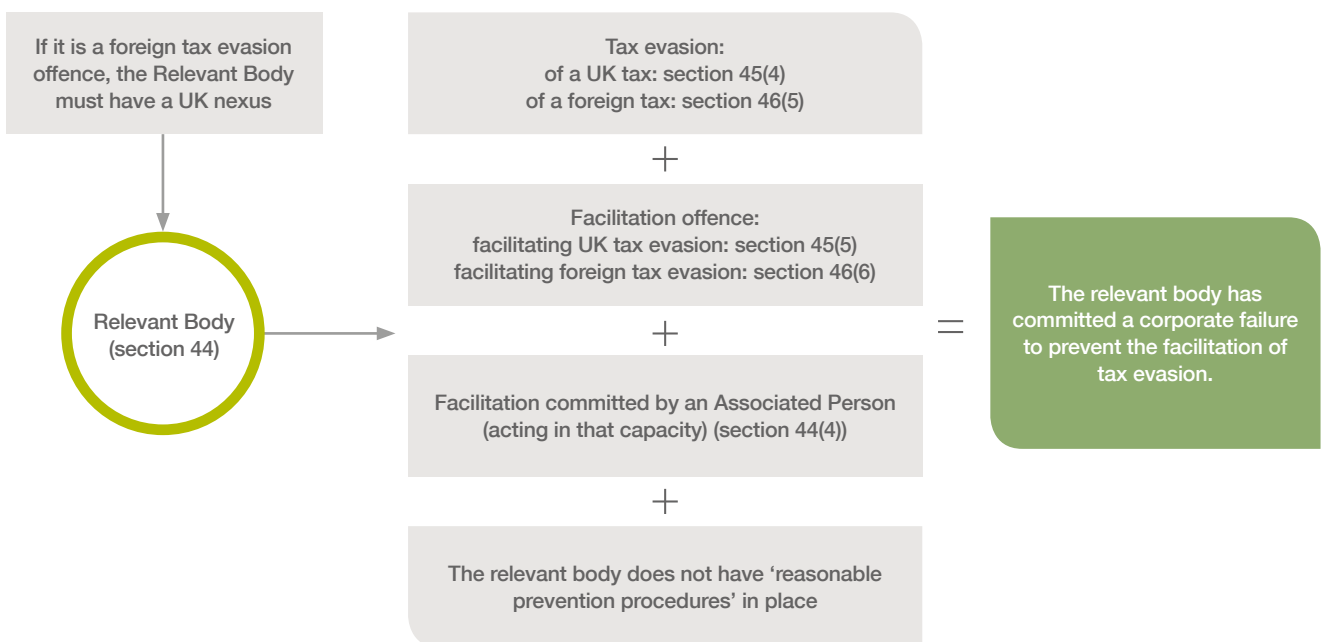 If it is a foreign tax evasion
offence, the Relevant Body
must have a UK nexus
Relevant Body
(section 44)
Tax evasion:
of a UK tax: section 45(4)
of a foreign tax: section 46(5)
+
Facilitation offence:
facilitating UK tax evasion: section 45(5)
facilitating foreign tax evasion: section 46(6)
+
Facilitation committed by an Associated Person
(acting in that capacity) (section 44(4))
+
The relevant body does not have ‘reasonable
prevention procedures’ in place
=
The relevant body has
committed a corporate failure
to prevent the facilitation of
tax evasion.